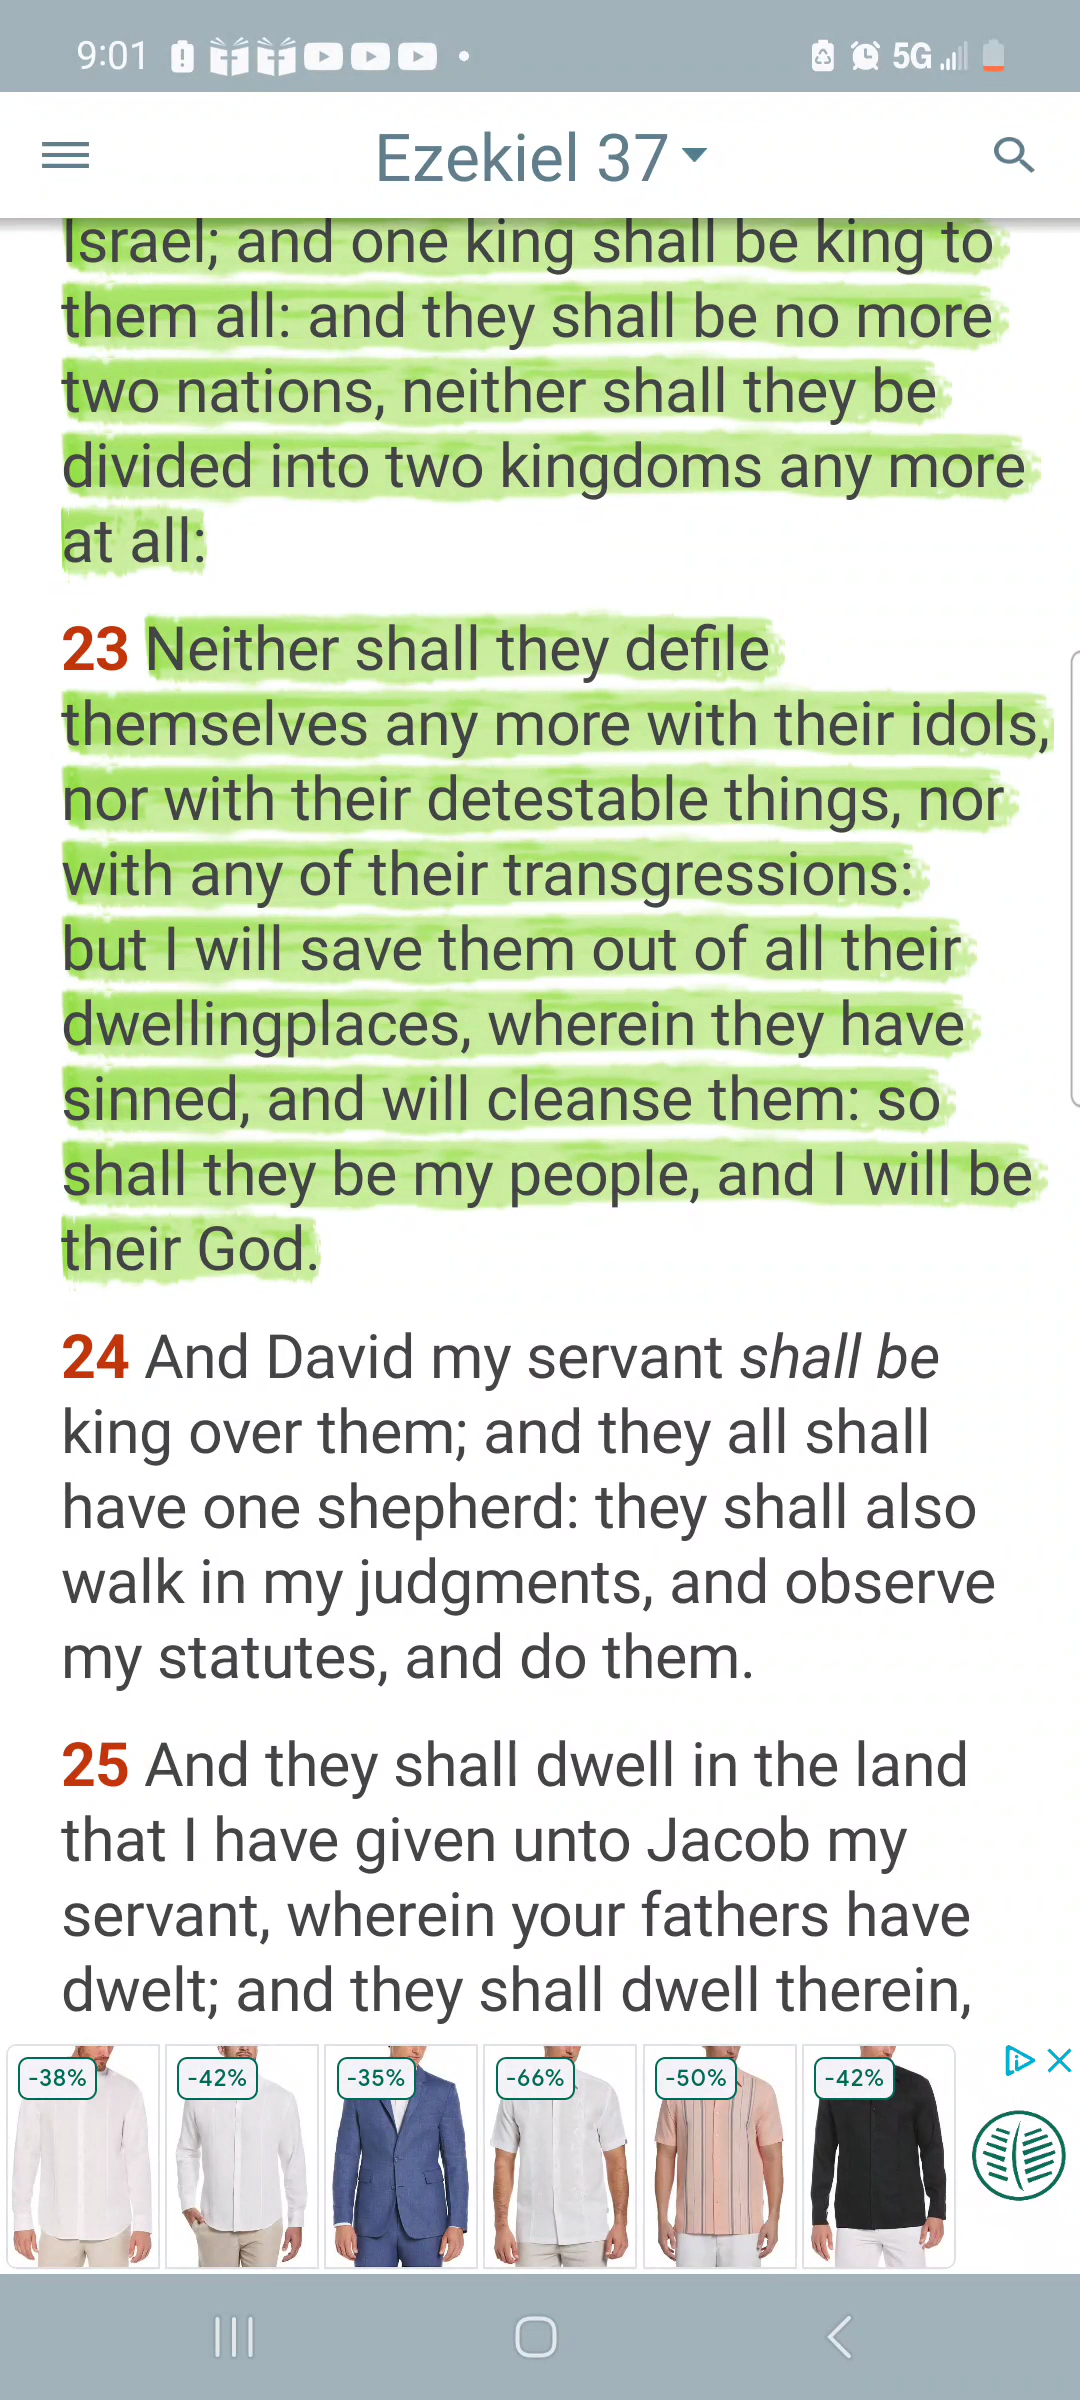 9:01
5G
Ezekiel 37
Israel; and one king shall be king to
them all: and they shall be no more
two nations, neither shall they be
divided into two kingdoms any more
at all:
23 Neither shall they defile
themselves any more with their idols,
nor with their detestable things, nor
with any of their transgressions:
but I will save them out of all their
dwellingplaces, wherein they have
sinned, and will cleanse them: so
shall they be my people, and I will be
their God.
24 And David my servant shall be
king over them; and they all shall
have one shepherd: they shall also
walk in my judgments, and observe
my statutes, and do them.
25 And they shall dwell in the land
that I have given unto Jacob my
servant, wherein your fathers have
dwelt; and they shall dwell therein,
-38% -42% -35% -66% -50% -42%